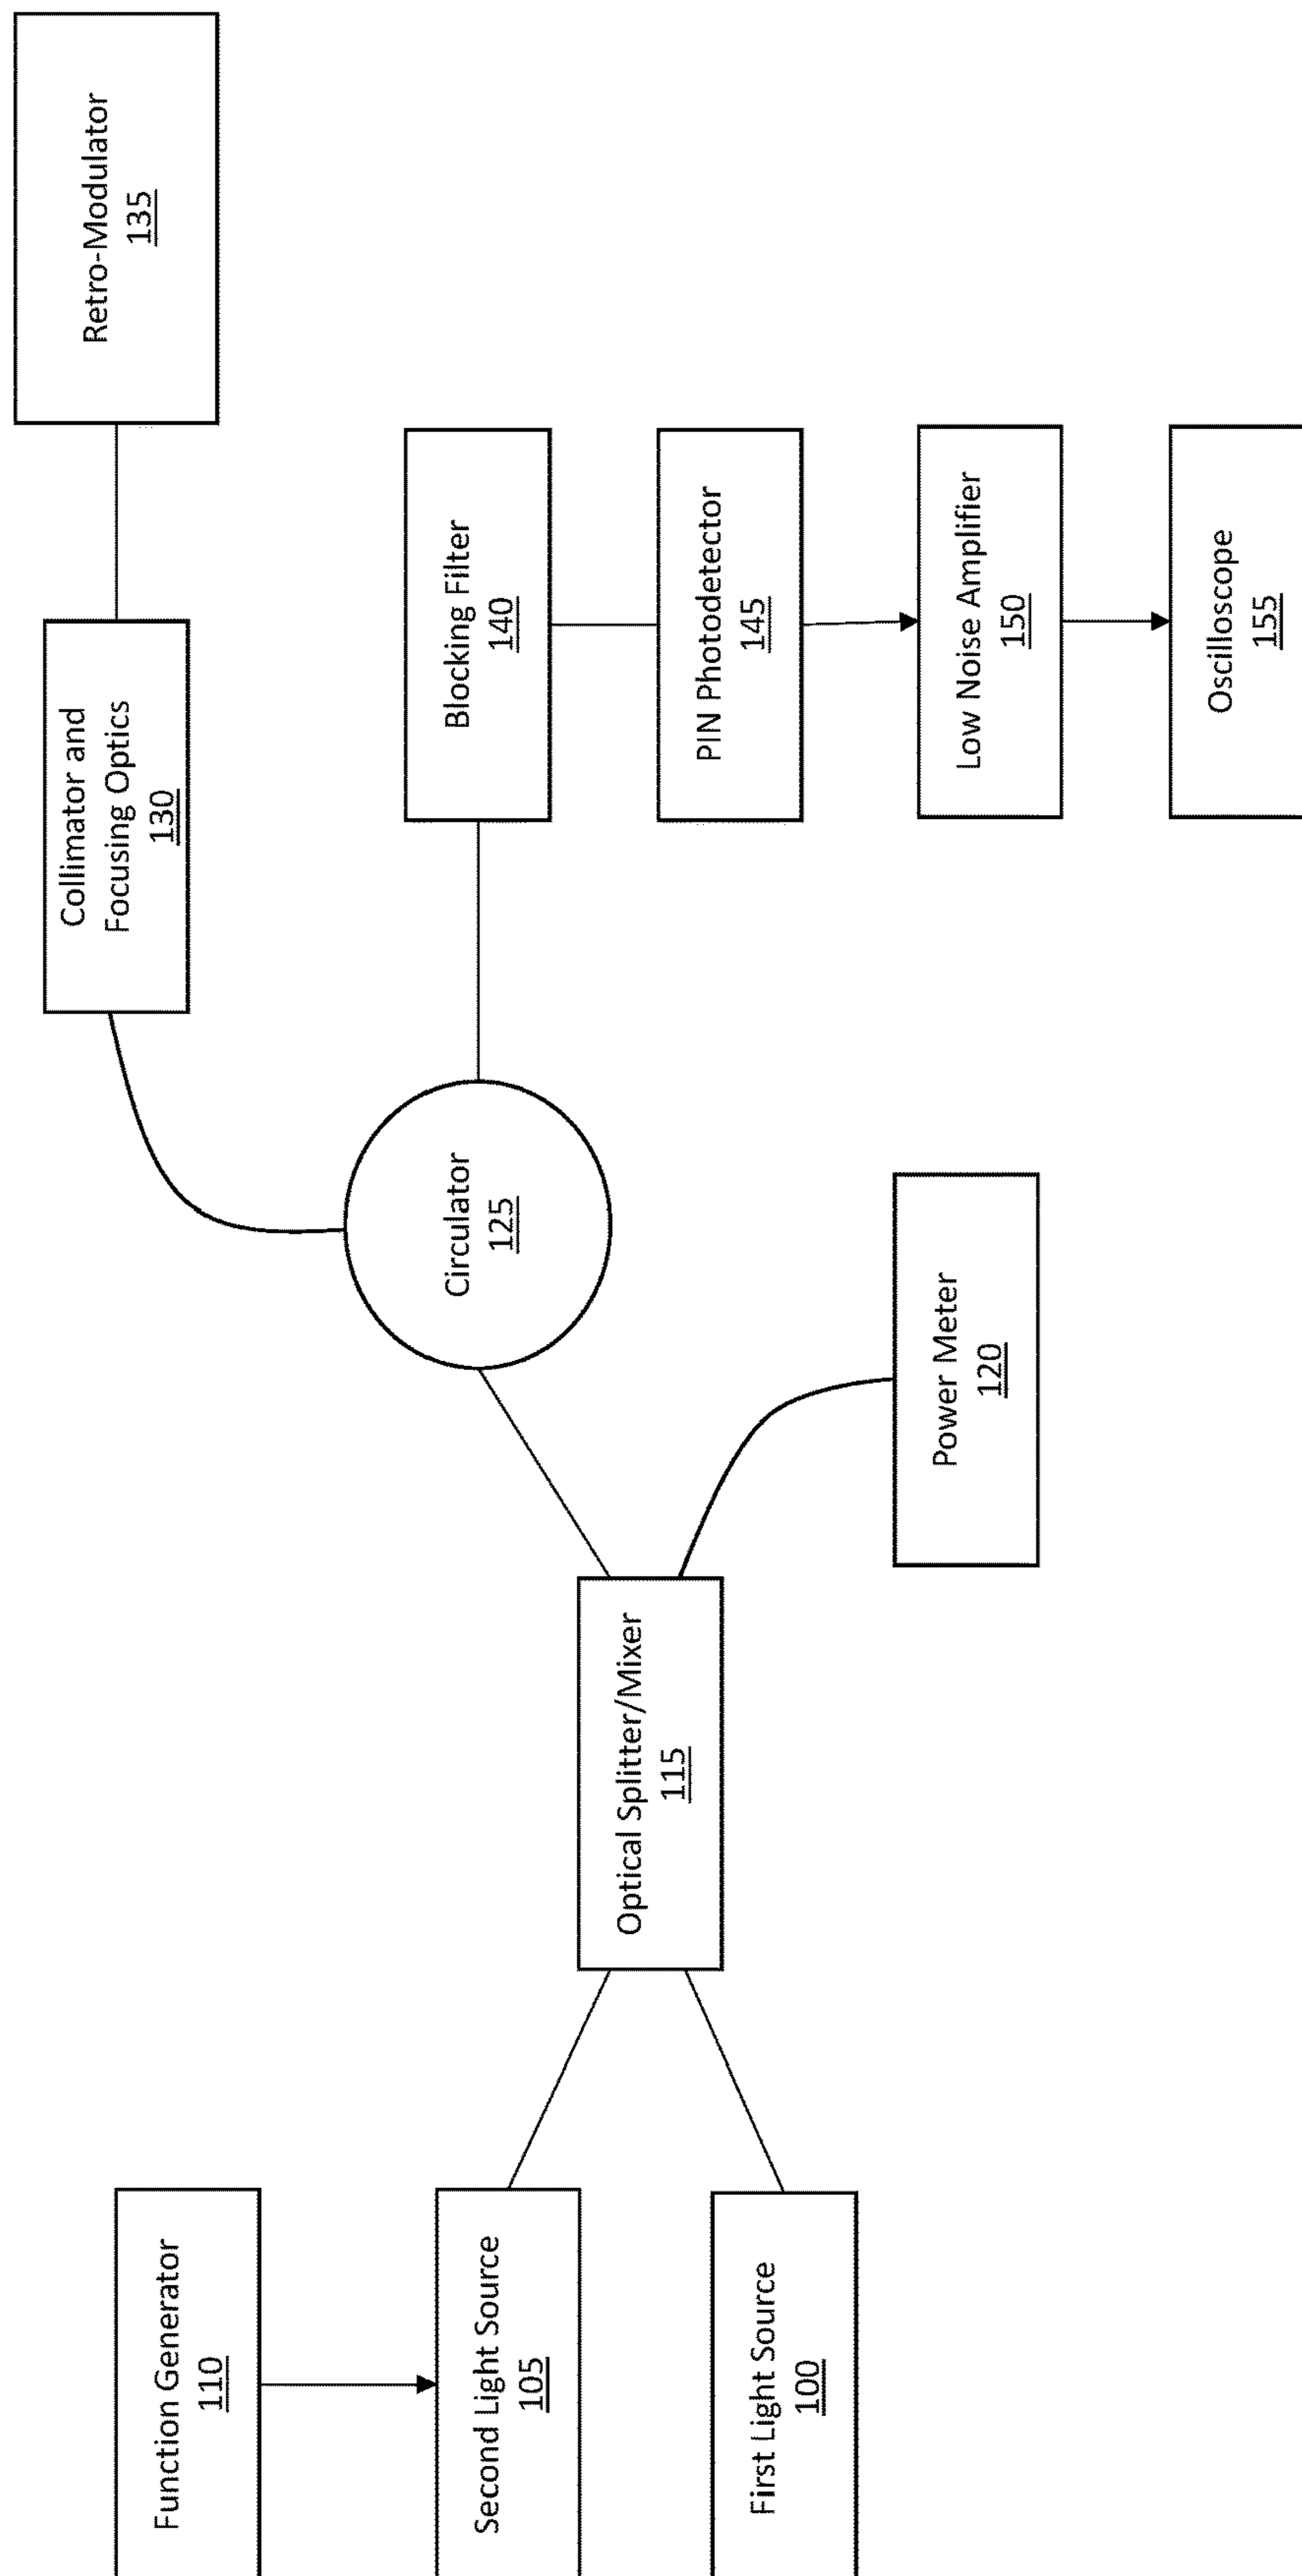 Function Generator
110
Second Light Source
105
First Light Source
100
Optical Splitter/Mixer
115
Power Meter
120
Circulator
125
Collimator and
Focusing Optics
130
Retro-Modulator
135
Blocking Filter
140
PIN Photodetector
145
Low Noise Amplifier
150
Oscilloscope
155